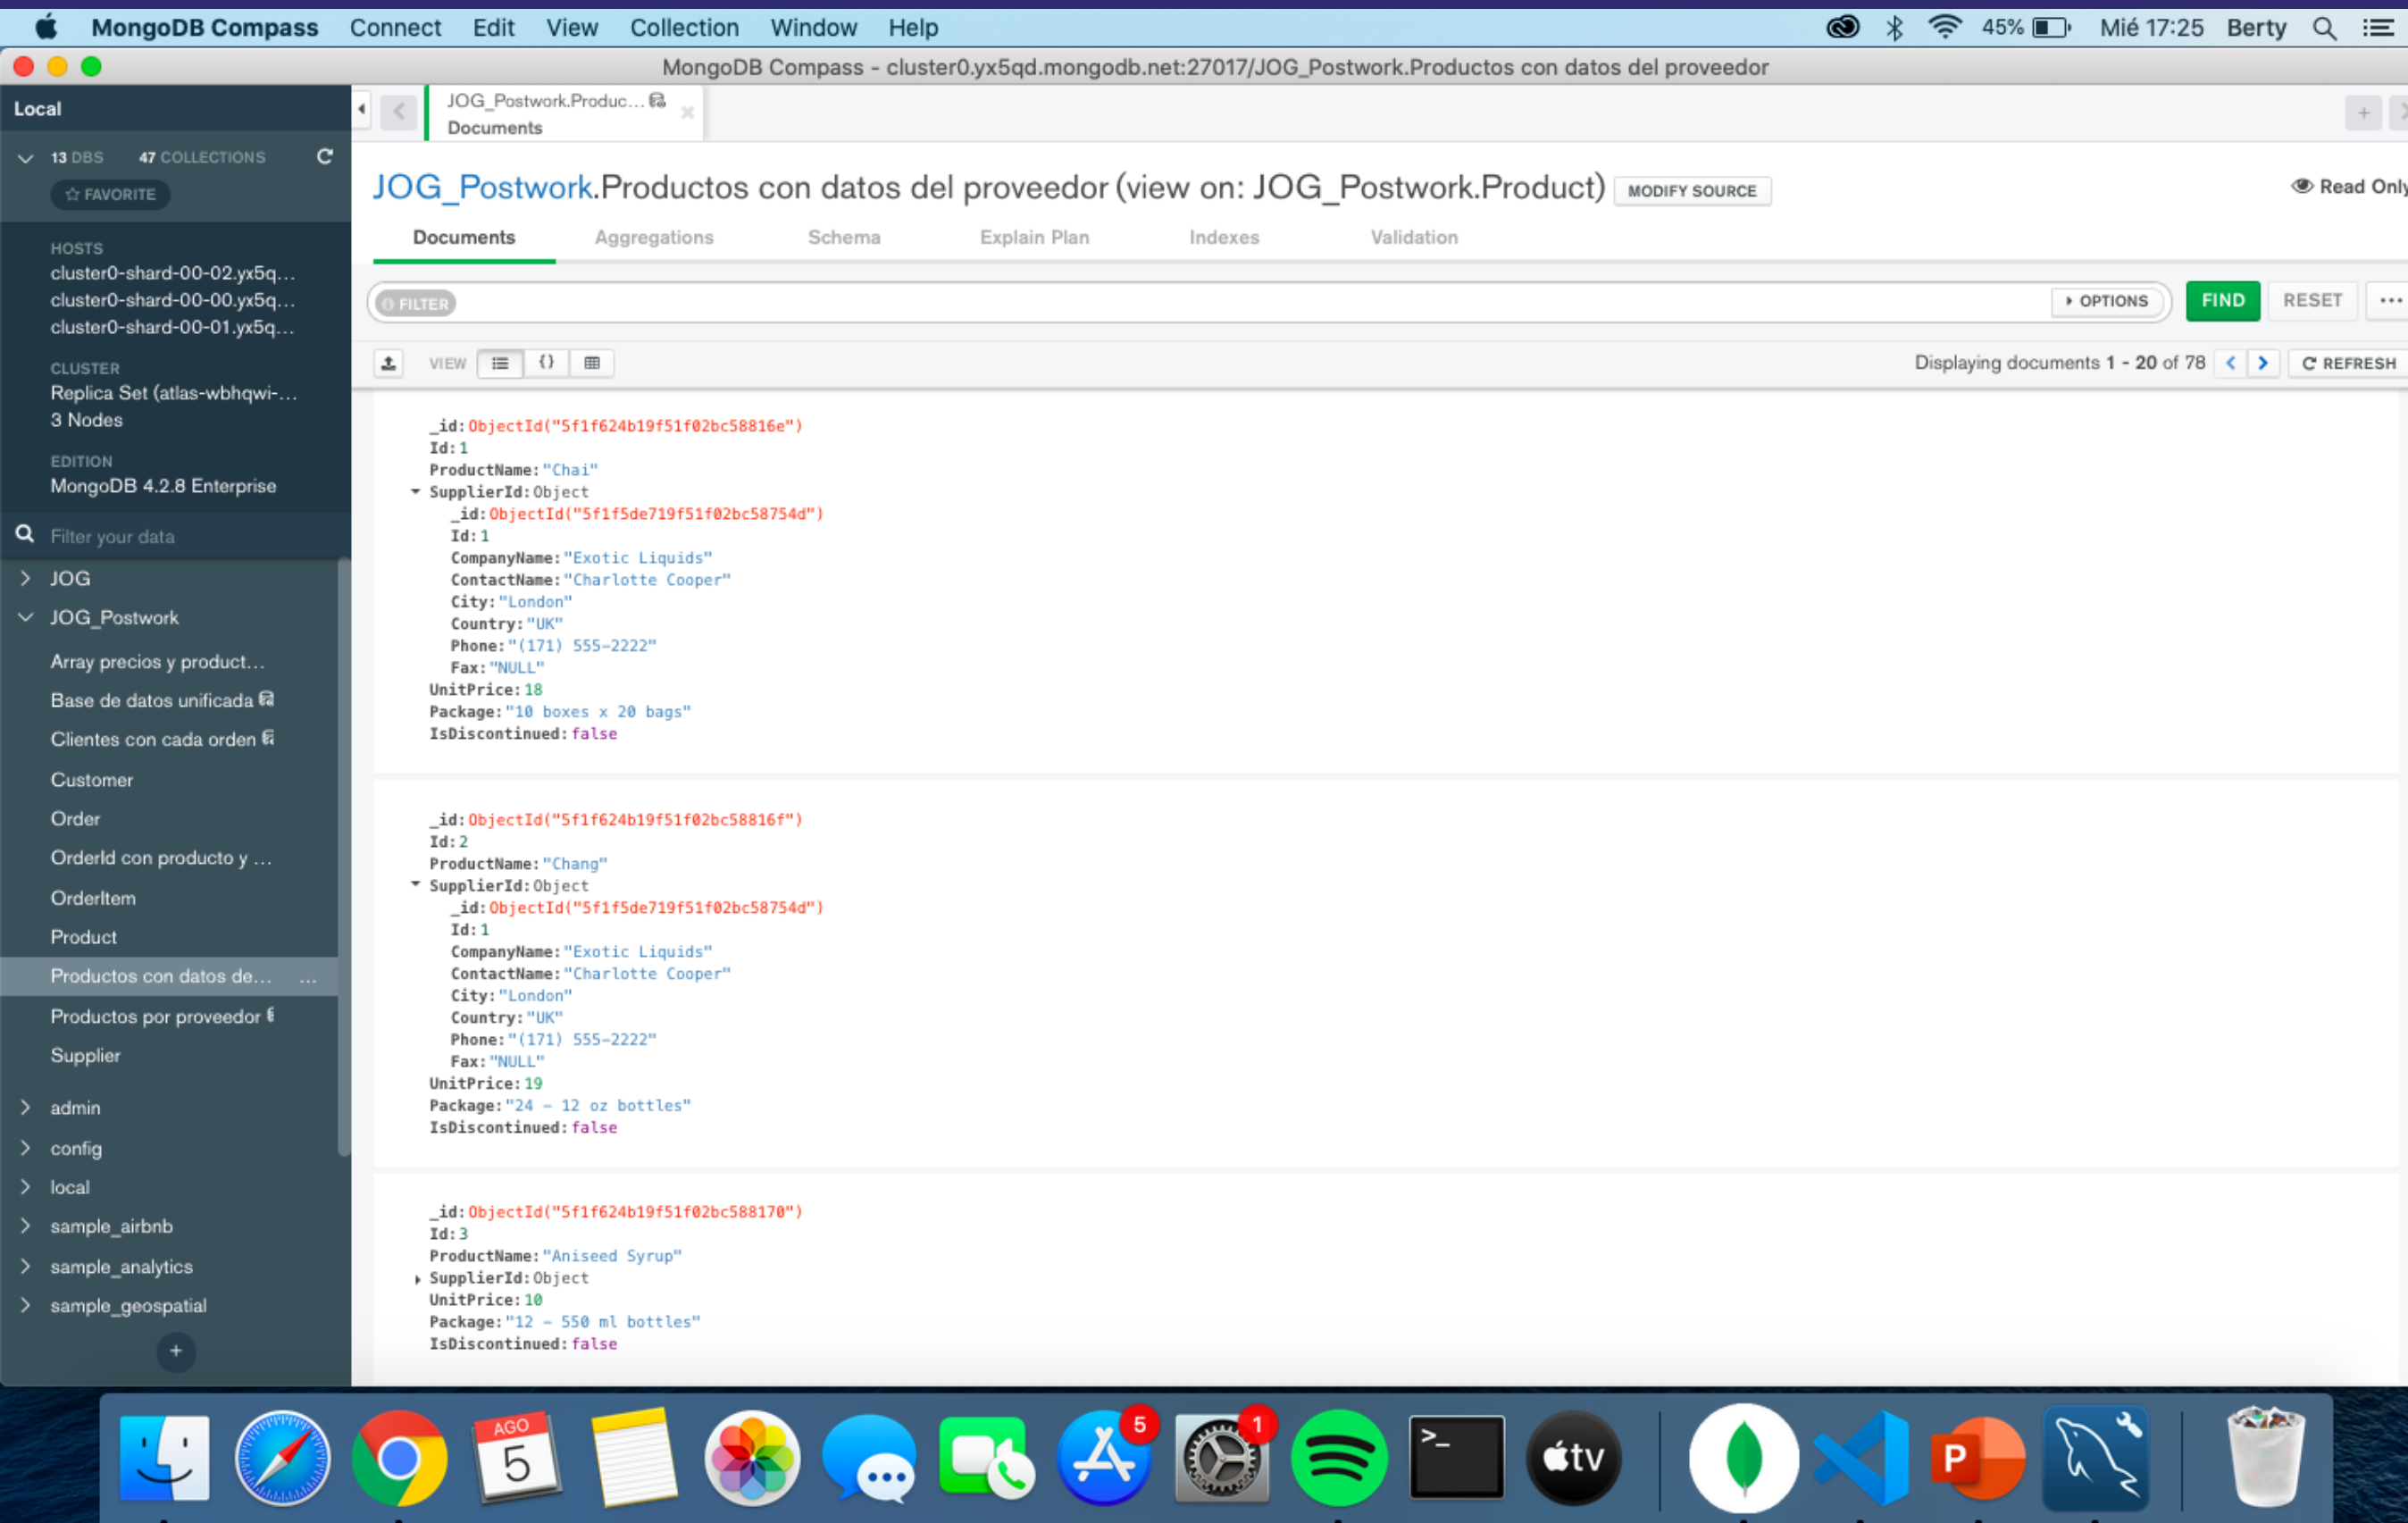 MongoDB Compass Connect Edit View Collection Window Help 45% Mié 17:25 Berty
MongoDB Compass - cluster0.yx5qd.mongodb.net:27017/JOG_Postwork.Productos con datos del proveedor
Local
13 DBS 47 COLLECTIONS
FAVORITE
HOSTS
cluster0-shard-00-02.yx5q...
cluster0-shard-00-00.yx5q...
cluster0-shard-00-01.yx5q...
CLUSTER
Replica Set (atlas-wbhqwi-...
3 Nodes
EDITION
MongoDB 4.2.8 Enterprise
Filter your data
JOG
JOG_Postwork
Array precios y product...
Base de datos unificada
Clientes con cada orden
Customer
Order
OrderId con producto y ...
OrderItem
Product
Productos con datos de... ...
Productos por proveedor
Supplier
admin
config
local
sample_airbnb
sample_analytics
sample_geospatial
+
JOG_Postwork.Produc...
Documents
+
JOG_Postwork.Productos con datos del proveedor (view on: JOG_Postwork.Product) MODIFY SOURCE Read Only
Documents Aggregations Schema Explain Plan Indexes Validation
FILTER OPTIONS FIND RESET ...
VIEW {} Displaying documents 1 - 20 of 78 < > REFRESH
_id:ObjectId("5f1f624b19f51f02bc58816e")
Id:1
ProductName:"Chai"
SupplierId:Object
_id:ObjectId("5f1f5de719f51f02bc58754d")
Id:1
CompanyName:"Exotic Liquids"
ContactName:"Charlotte Cooper"
City:"London"
Country:"UK"
Phone:"(171) 555-2222"
Fax:"NULL"
UnitPrice:18
Package:"10 boxes x 20 bags"
IsDiscontinued:false
_id:ObjectId("5f1f624b19f51f02bc58816f")
Id:2
ProductName:"Chang"
SupplierId:Object
_id:ObjectId("5f1f5de719f51f02bc58754d")
Id:1
CompanyName:"Exotic Liquids"
ContactName:"Charlotte Cooper"
City:"London"
Country:"UK"
Phone:"(171) 555-2222"
Fax:"NULL"
UnitPrice:19
Package:"24 - 12 oz bottles"
IsDiscontinued:false
_id:ObjectId("5f1f624b19f51f02bc588170")
Id:3
ProductName:"Aniseed Syrup"
SupplierId:Object
UnitPrice:10
Package:"12 - 550 ml bottles"
IsDiscontinued:false
AGO
5
5
1
>_
tv
P